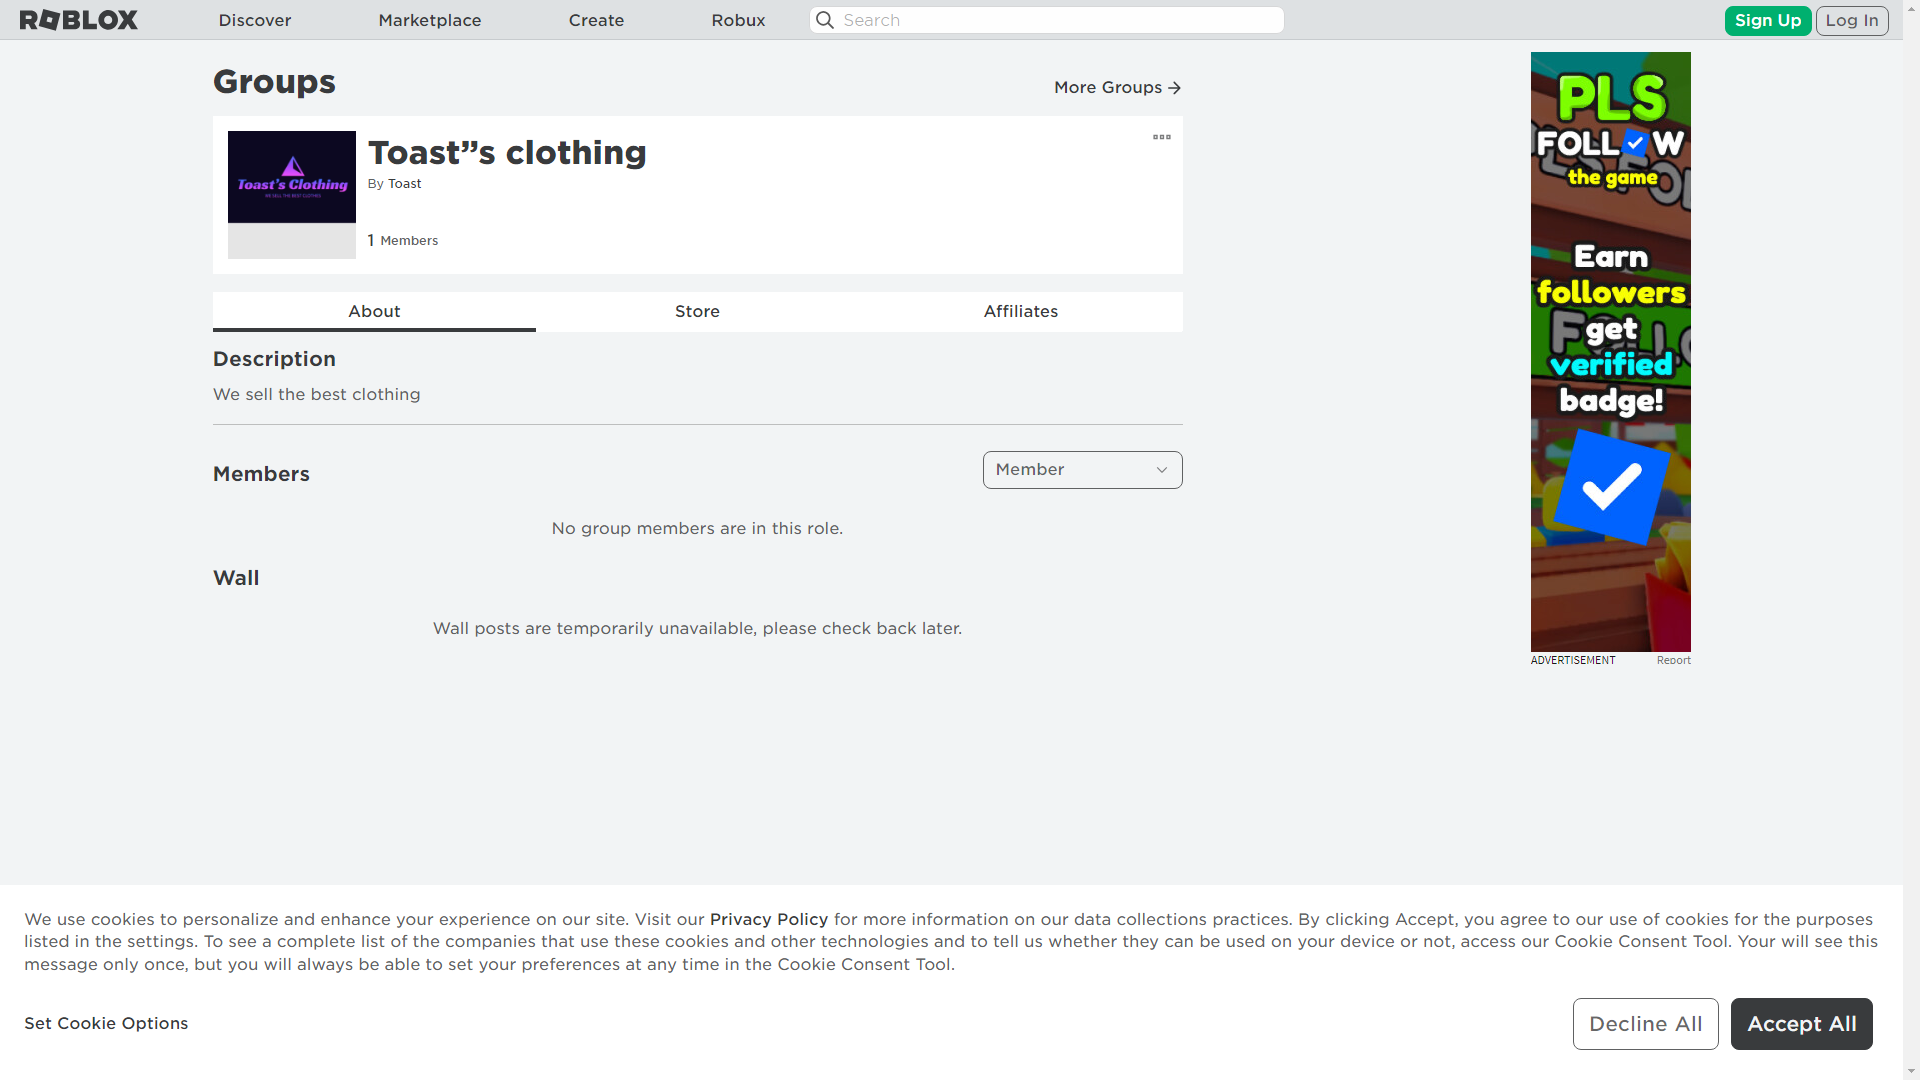 ROBLOX
Discover
Marketplace
Create
Robux
Search
Sign Up
Log In
Groups
More Groups
Toast’s Clothing
WE SELL THE BEST CLOTHING
Toast”s clothing
By Toast
1 Members
About
Store
Affiliates
Description
We sell the best clothing
Members
Member
No group members are in this role.
Wall
Wall posts are temporarily unavailable, please check back later.
PLS
FOLLOW
the game
Earn
followers
get
verified
badge!
ADVERTISEMENT
Report
We use cookies to personalize and enhance your experience on our site. Visit our Privacy Policy for more information on our data collections practices. By clicking Accept, you agree to our use of cookies for the purposes
listed in the settings. To see a complete list of the companies that use these cookies and other technologies and to tell us whether they can be used on your device or not, access our Cookie Consent Tool. Your will see this
message only once, but you will always be able to set your preferences at any time in the Cookie Consent Tool.
Set Cookie Options
Decline All
Accept All